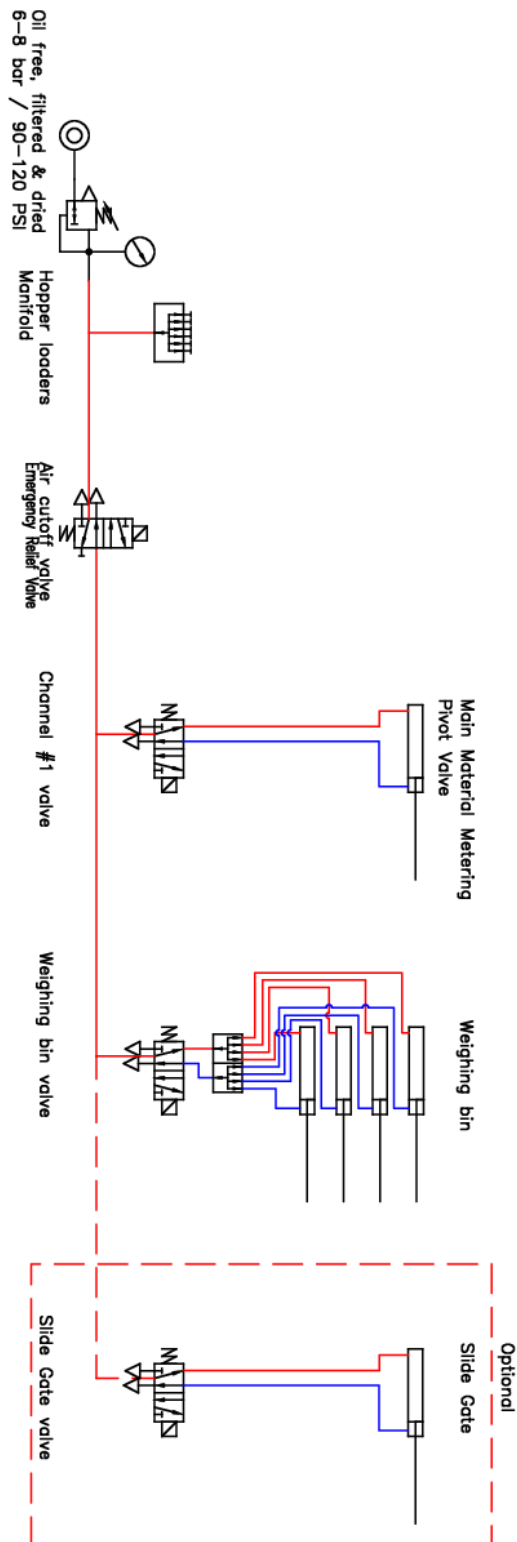 Oil free, filtered & dried
6-8 bar / 90-120 PSI
Hopper loaders
Manifold
Air cutoff valve
Emergency Relief Valve
Channel #1 valve
Main Material Metering
Pivot Valve
Weighing bin valve
Weighing bin
Optional
Slide Gate
Slide Gate valve